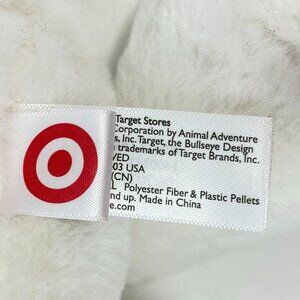 Target Stores
Corporation by Animal Adventure
s, Inc. Target, the Bullseye Design
e trademarks of Target Brands, Inc.
VED
03 USA
(CN)
L Polyester Fiber & Plastic Pellets
nd up. Made in China
e.com